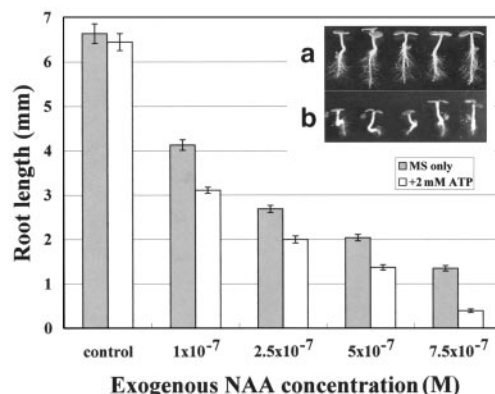 7
6
5
4
3
2
1
0
Root length (mm)
a
b
MS only
+2 mM ATP
control
1x10⁻⁷
2.5x10⁻⁷
5x10⁻⁷
7.5x10⁻⁷
Exogenous NAA concentration (M)